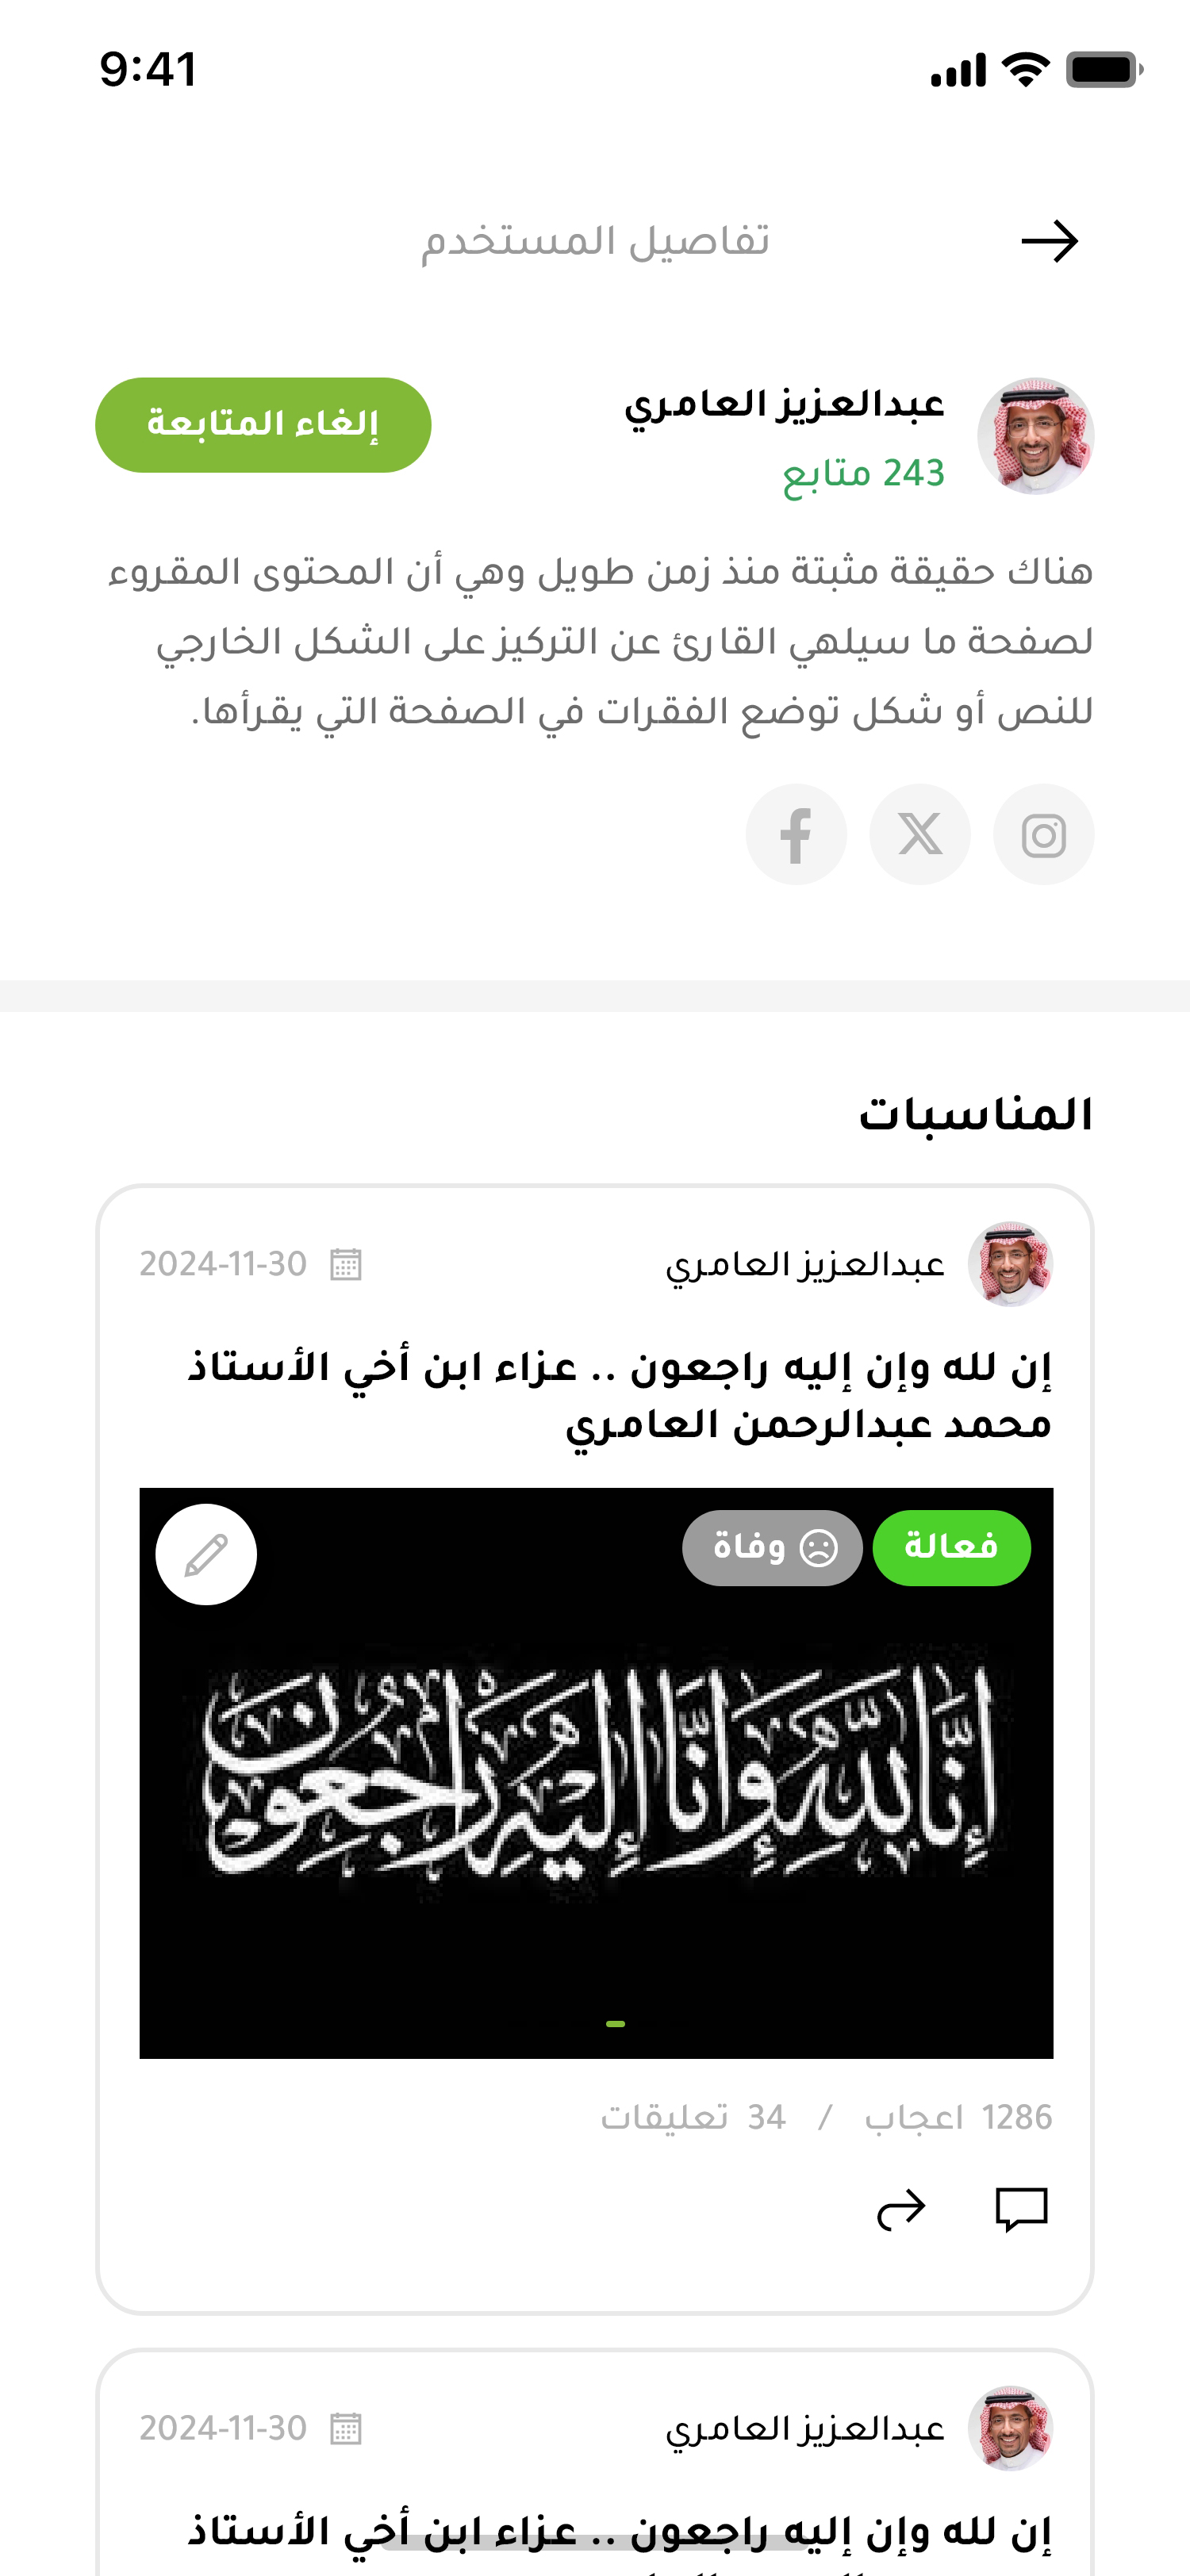 9:41
تفاصيل المستخدم
عبدالعزيز العامري
243 متابع
إلغاء المتابعة
هناك حقيقة مثبتة منذ زمن طويل وهي أن المحتوى المقروء
لصفحة ما سيلهي القارئ عن التركيز على الشكل الخارجي
للنص أو شكل توضع الفقرات في الصفحة التي يقرأها.
المناسبات
عبدالعزيز العامري
2024-11-30
إن لله وإن إليه راجعون .. عزاء ابن أخي الأستاذ
محمد عبدالرحمن العامري
فعالة
وفاة
إنا لله وإنا إليه راجعون
1286 اعجاب / 34 تعليقات
عبدالعزيز العامري
2024-11-30
إن لله وإن إليه راجعون .. عزاء ابن أخي الأستاذ